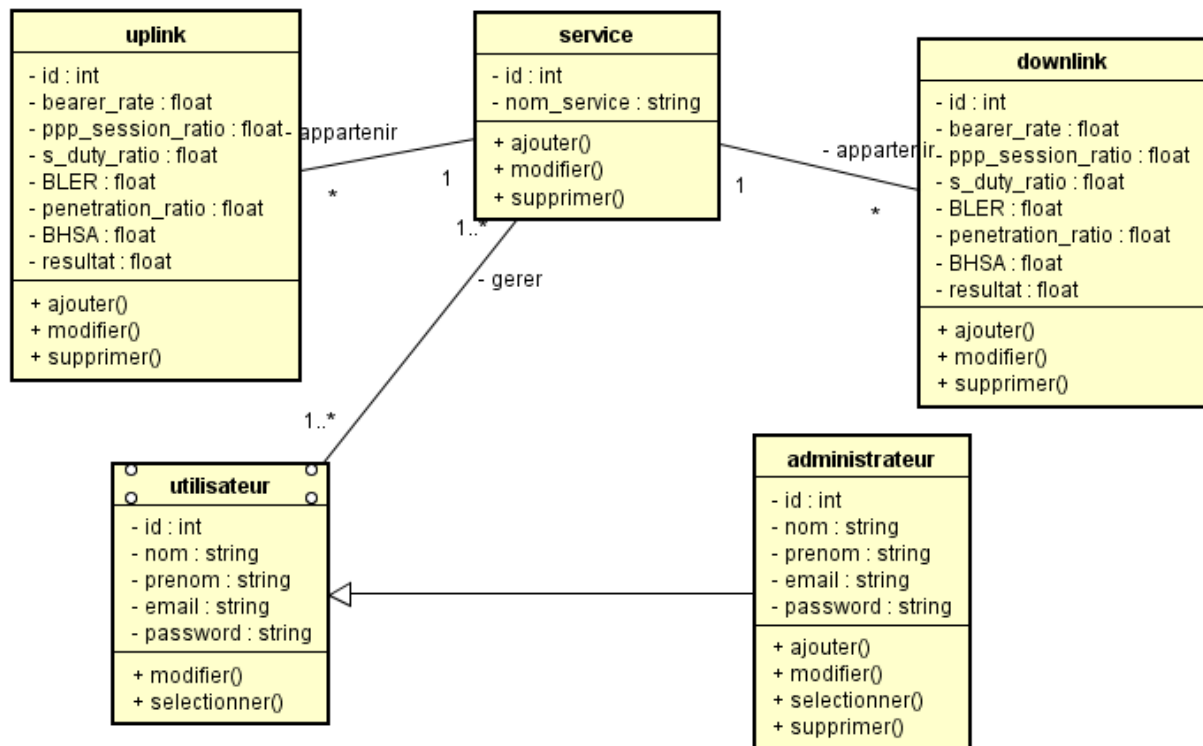 uplink
- id : int
- bearer_rate : float
- ppp_session_ratio : float
- s_duty_ratio : float
- BLER : float
- penetration_ratio : float
- BHSA : float
- resultat : float
+ ajouter()
+ modifier()
+ supprimer()
- appartenir
*
1
service
- id : int
- nom_service : string
+ ajouter()
+ modifier()
+ supprimer()
- appartenir
1
*
downlink
- id : int
- bearer_rate : float
- ppp_session_ratio : float
- s_duty_ratio : float
- BLER : float
- penetration_ratio : float
- BHSA : float
- resultat : float
+ ajouter()
+ modifier()
+ supprimer()
1..*
- gerer
1..*
utilisateur
- id : int
- nom : string
- prenom : string
- email : string
- password : string
+ modifier()
+ selectionner()
administrateur
- id : int
- nom : string
- prenom : string
- email : string
- password : string
+ ajouter()
+ modifier()
+ selectionner()
+ supprimer()